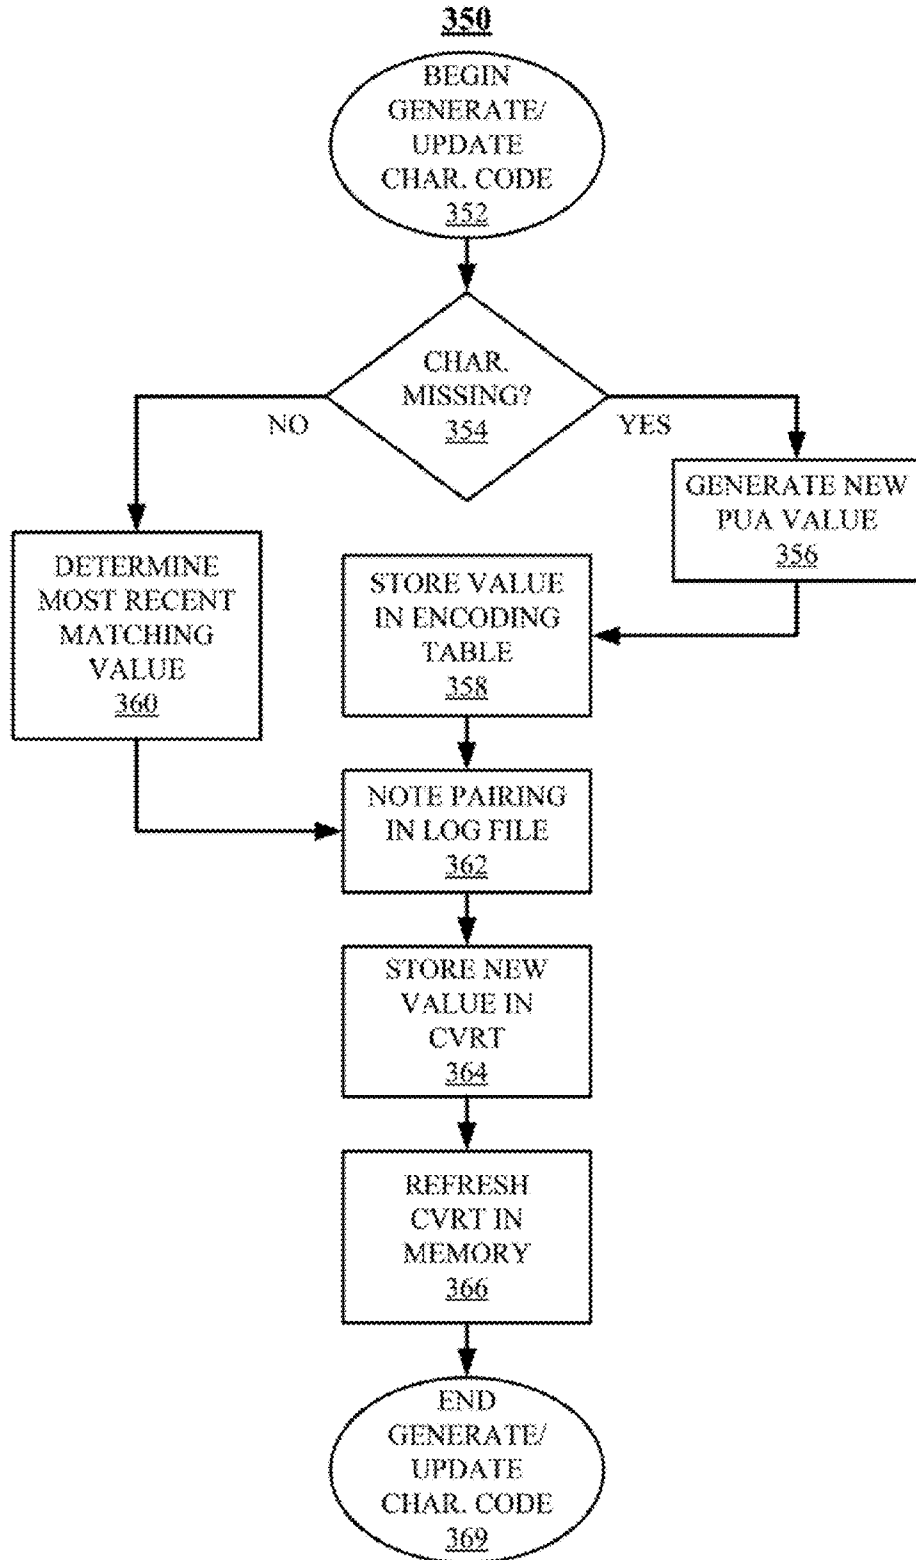 350
BEGIN
GENERATE/
UPDATE
CHAR. CODE
352
CHAR.
MISSING?
354
NO
YES
GENERATE NEW
PUA VALUE
356
DETERMINE
MOST RECENT
MATCHING
VALUE
360
STORE VALUE
IN ENCODING
TABLE
358
NOTE PAIRING
IN LOG FILE
362
STORE NEW
VALUE IN
CVRT
364
REFRESH
CVRT IN
MEMORY
366
END
GENERATE/
UPDATE
CHAR. CODE
369